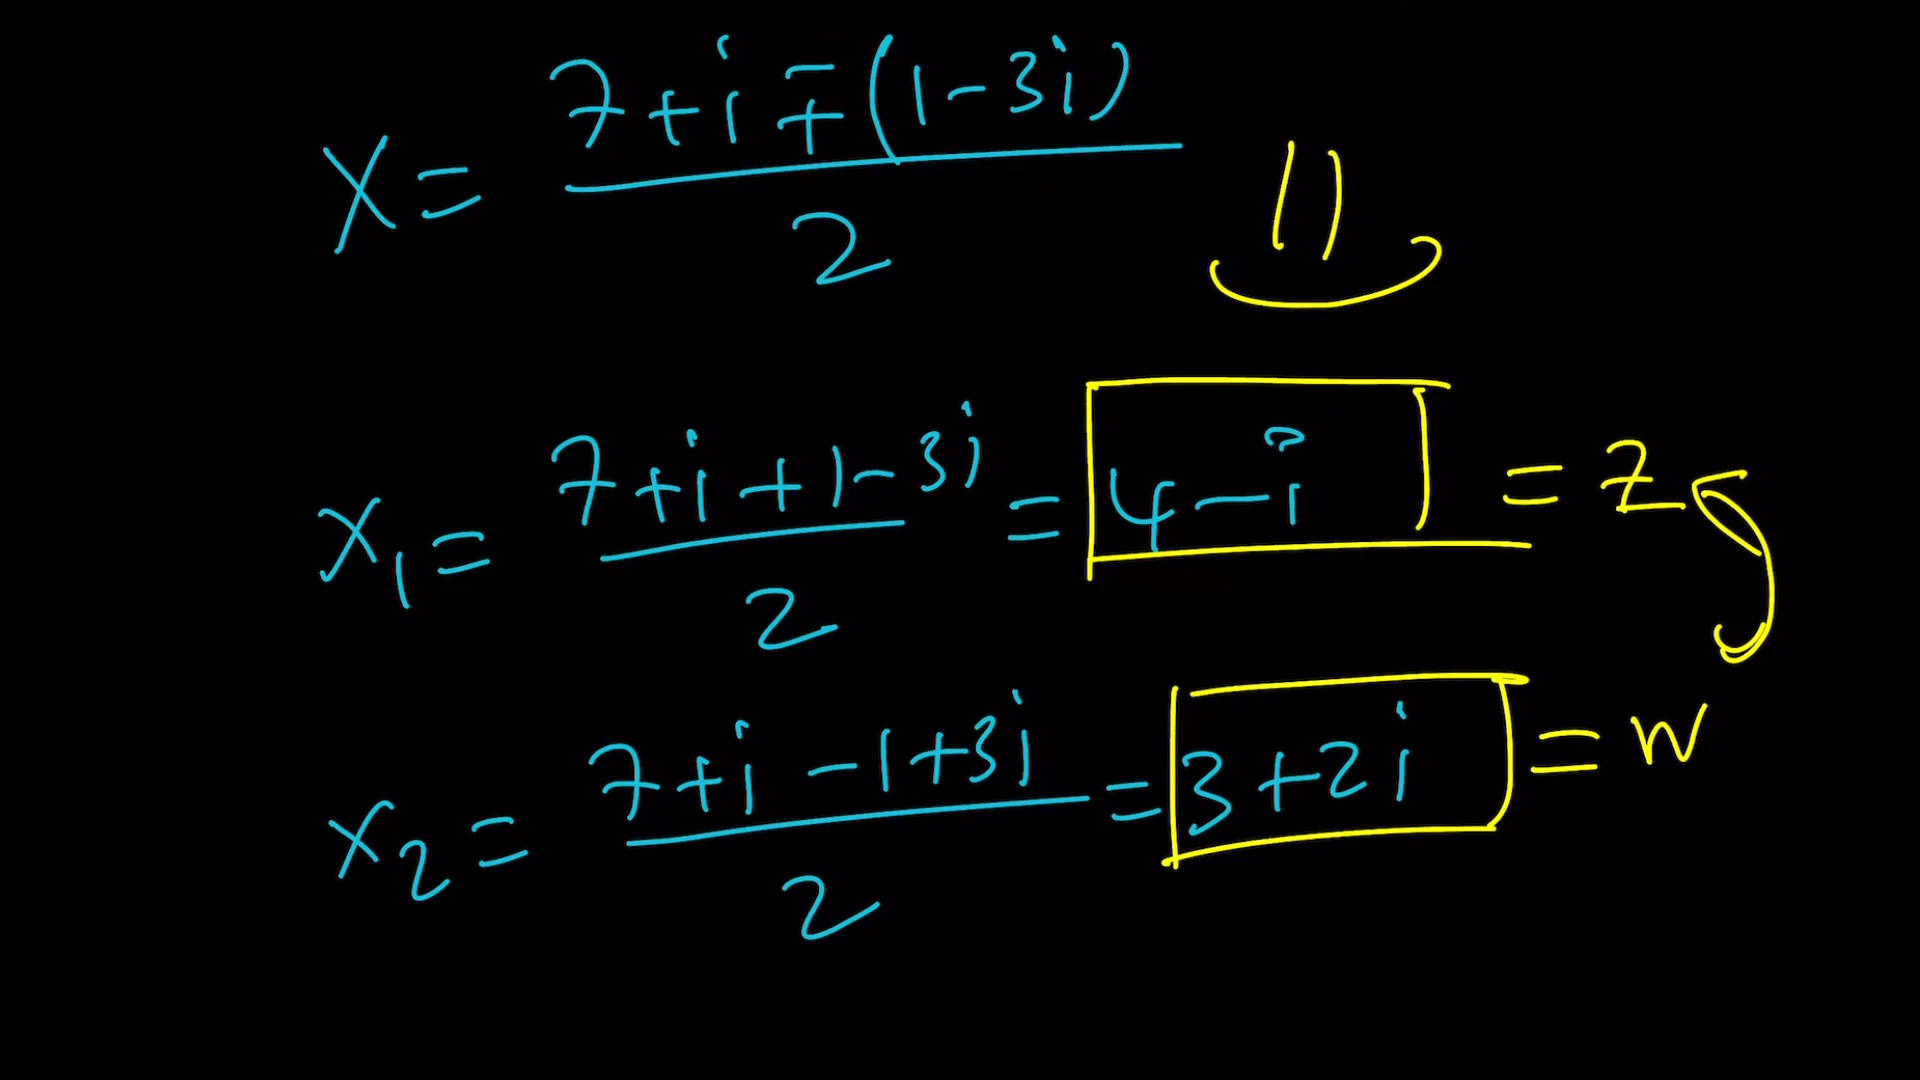 X = (7+i ∓ (1-3i))/2
x₁ = (7+i+1-3i)/2 = 4-i = z
x₂ = (7+i-1+3i)/2 = 3+2i = w